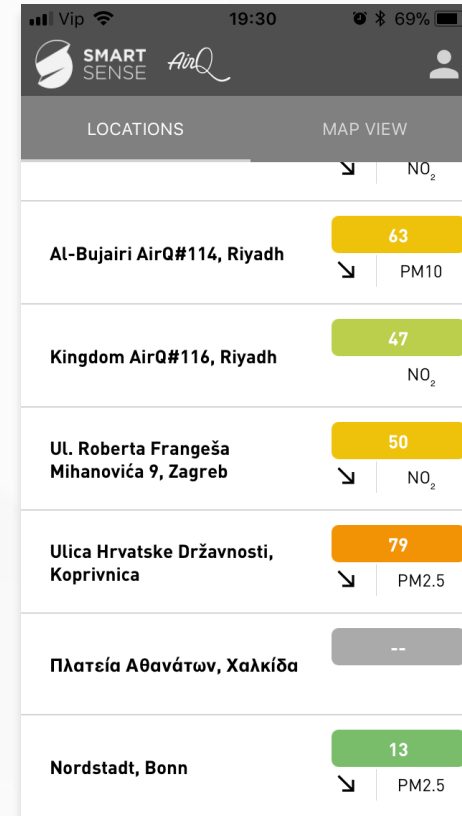 Vip 19:30 69%
SMART
SENSE AirQ
LOCATIONS MAP VIEW
NO₂
63
Al-Bujairi AirQ#114, Riyadh
PM10
47
Kingdom AirQ#116, Riyadh
NO₂
50
Ul. Roberta Frangeša
Mihanovića 9, Zagreb
NO₂
79
Ulica Hrvatske Državnosti,
Koprivnica
PM2.5
--
Πλατεία Αθανάτων, Χαλκίδα
13
Nordstadt, Bonn
PM2.5